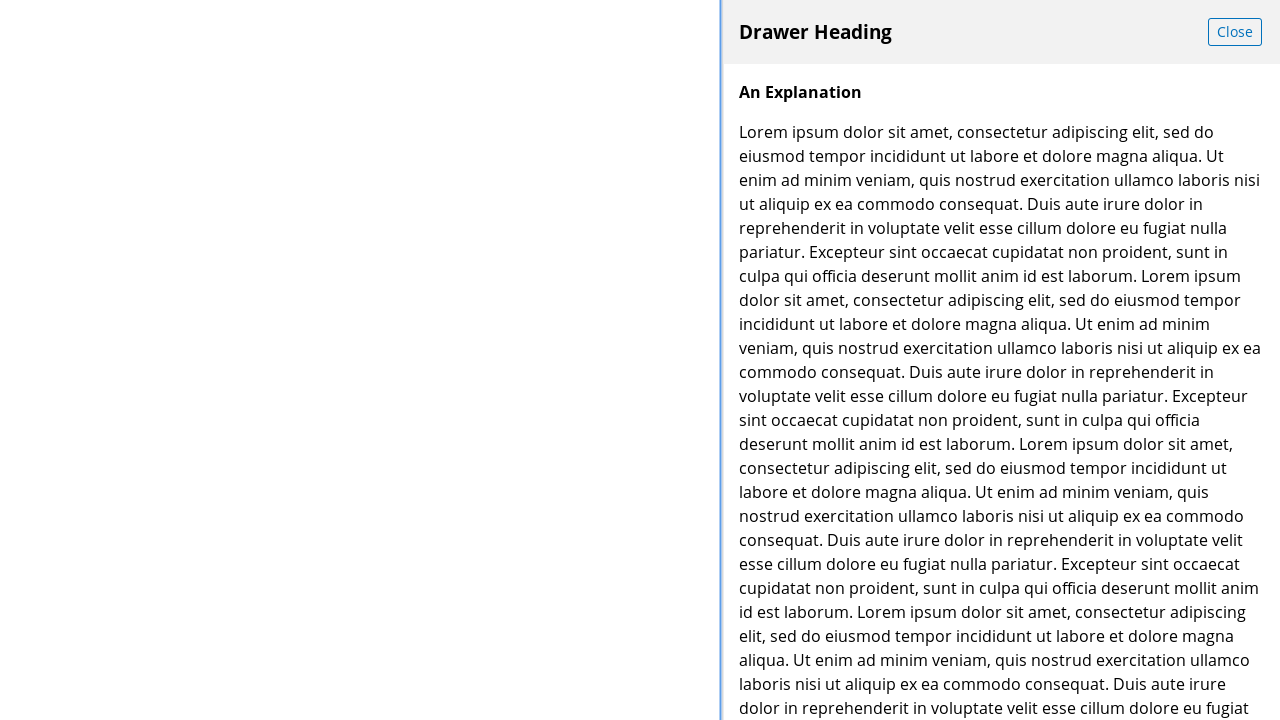 Drawer Heading
Close
An Explanation
Lorem ipsum dolor sit amet, consectetur adipiscing elit, sed do
eiusmod tempor incididunt ut labore et dolore magna aliqua. Ut
enim ad minim veniam, quis nostrud exercitation ullamco laboris nisi
ut aliquip ex ea commodo consequat. Duis aute irure dolor in
reprehenderit in voluptate velit esse cillum dolore eu fugiat nulla
pariatur. Excepteur sint occaecat cupidatat non proident, sunt in
culpa qui officia deserunt mollit anim id est laborum. Lorem ipsum
dolor sit amet, consectetur adipiscing elit, sed do eiusmod tempor
incididunt ut labore et dolore magna aliqua. Ut enim ad minim
veniam, quis nostrud exercitation ullamco laboris nisi ut aliquip ex ea
commodo consequat. Duis aute irure dolor in reprehenderit in
voluptate velit esse cillum dolore eu fugiat nulla pariatur. Excepteur
sint occaecat cupidatat non proident, sunt in culpa qui officia
deserunt mollit anim id est laborum. Lorem ipsum dolor sit amet,
consectetur adipiscing elit, sed do eiusmod tempor incididunt ut
labore et dolore magna aliqua. Ut enim ad minim veniam, quis
nostrud exercitation ullamco laboris nisi ut aliquip ex ea commodo
consequat. Duis aute irure dolor in reprehenderit in voluptate velit
esse cillum dolore eu fugiat nulla pariatur. Excepteur sint occaecat
cupidatat non proident, sunt in culpa qui officia deserunt mollit anim
id est laborum. Lorem ipsum dolor sit amet, consectetur adipiscing
elit, sed do eiusmod tempor incididunt ut labore et dolore magna
aliqua. Ut enim ad minim veniam, quis nostrud exercitation ullamco
laboris nisi ut aliquip ex ea commodo consequat. Duis aute irure
dolor in reprehenderit in voluptate velit esse cillum dolore eu fugiat